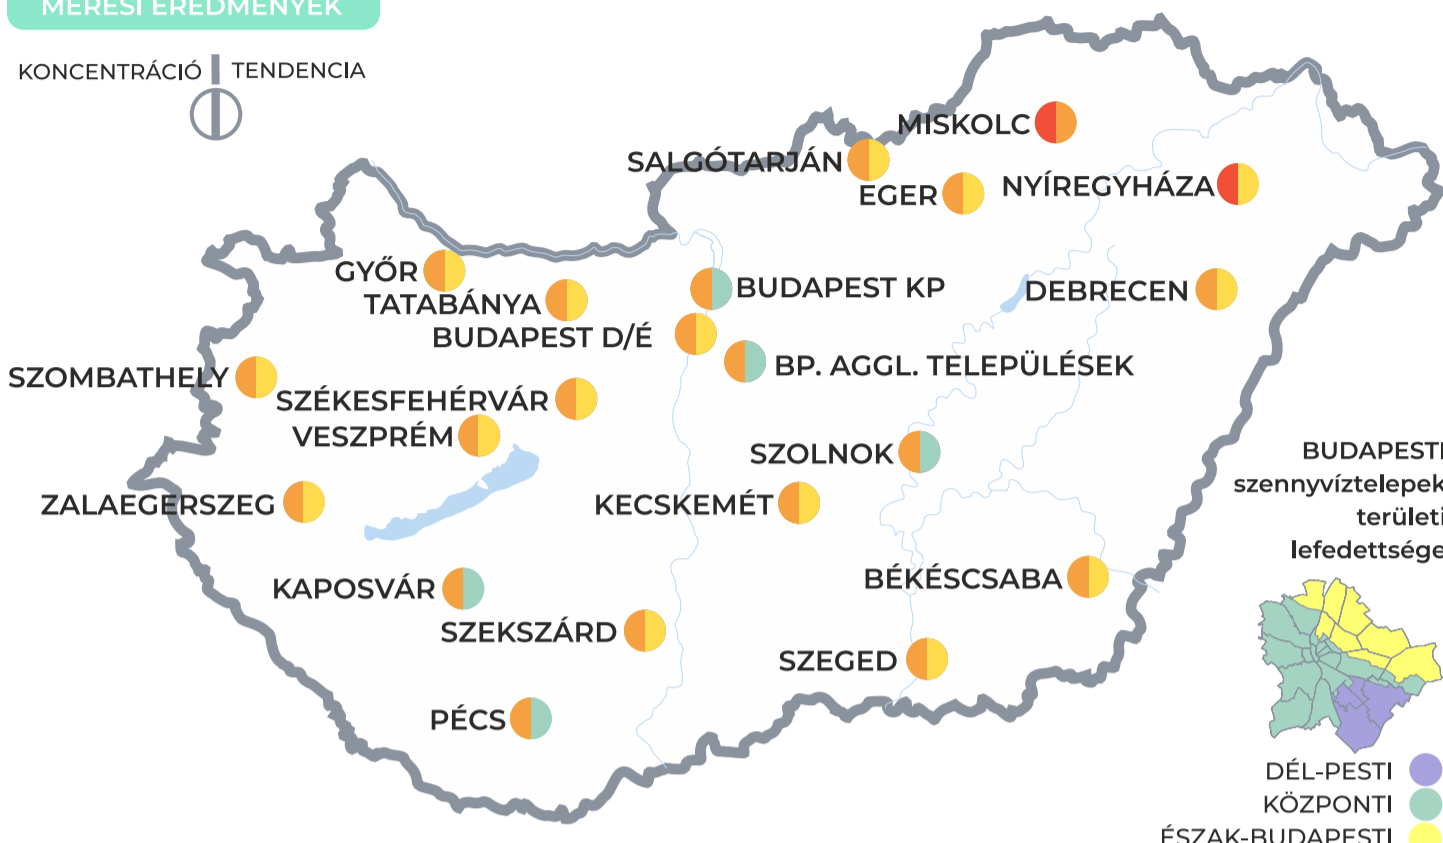 MÉRÉSI EREDMÉNYEK
KONCENTRÁCIÓ
TENDENCIA
MISKOLC
SALGÓTARJÁN
EGER
NYÍREGYHÁZA
GYŐR
TATABÁNYA
BUDAPEST KP
DEBRECEN
BUDAPEST D/É
BP. AGGL. TELEPÜLÉSEK
SZOMBATHELY
SZÉKESFEHÉRVÁR
VESZPRÉM
SZOLNOK
ZALAEGERSZEG
KECSKEMÉT
BUDAPESTI
szennyvíztelepek
területi
lefedettsége
KAPOSVÁR
BÉKÉSCSABA
SZEKSZÁRD
SZEGED
PÉCS
DÉL-PESTI
KÖZPONTI
ÉSZAK-BUDAPESTI